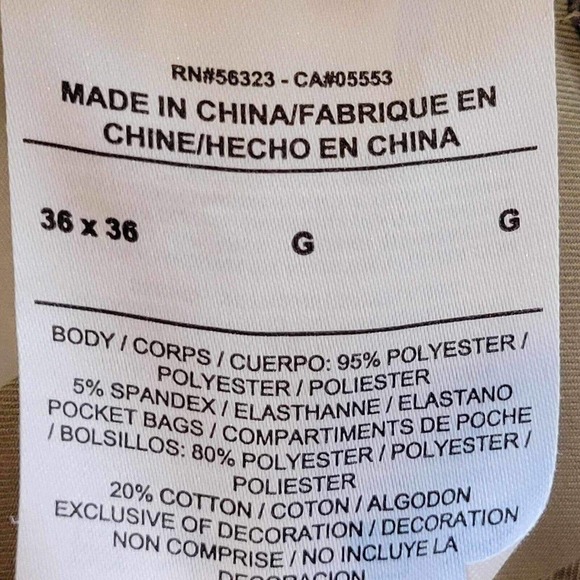 RN#56323 - CA#05553
MADE IN CHINA/FABRIQUE EN
CHINE/HECHO EN CHINA
36 x 36 G G
BODY / CORPS / CUERPO: 95% POLYESTER /
POLYESTER / POLIESTER
5% SPANDEX / ELASTHANNE / ELASTANO
POCKET BAGS / COMPARTIMENTS DE POCHE
/ BOLSILLOS: 80% POLYESTER / POLYESTER /
POLIESTER
20% COTTON / COTON / ALGODON
EXCLUSIVE OF DECORATION / DECORATION
NON COMPRISE / NO INCLUYE LA
DECORACION